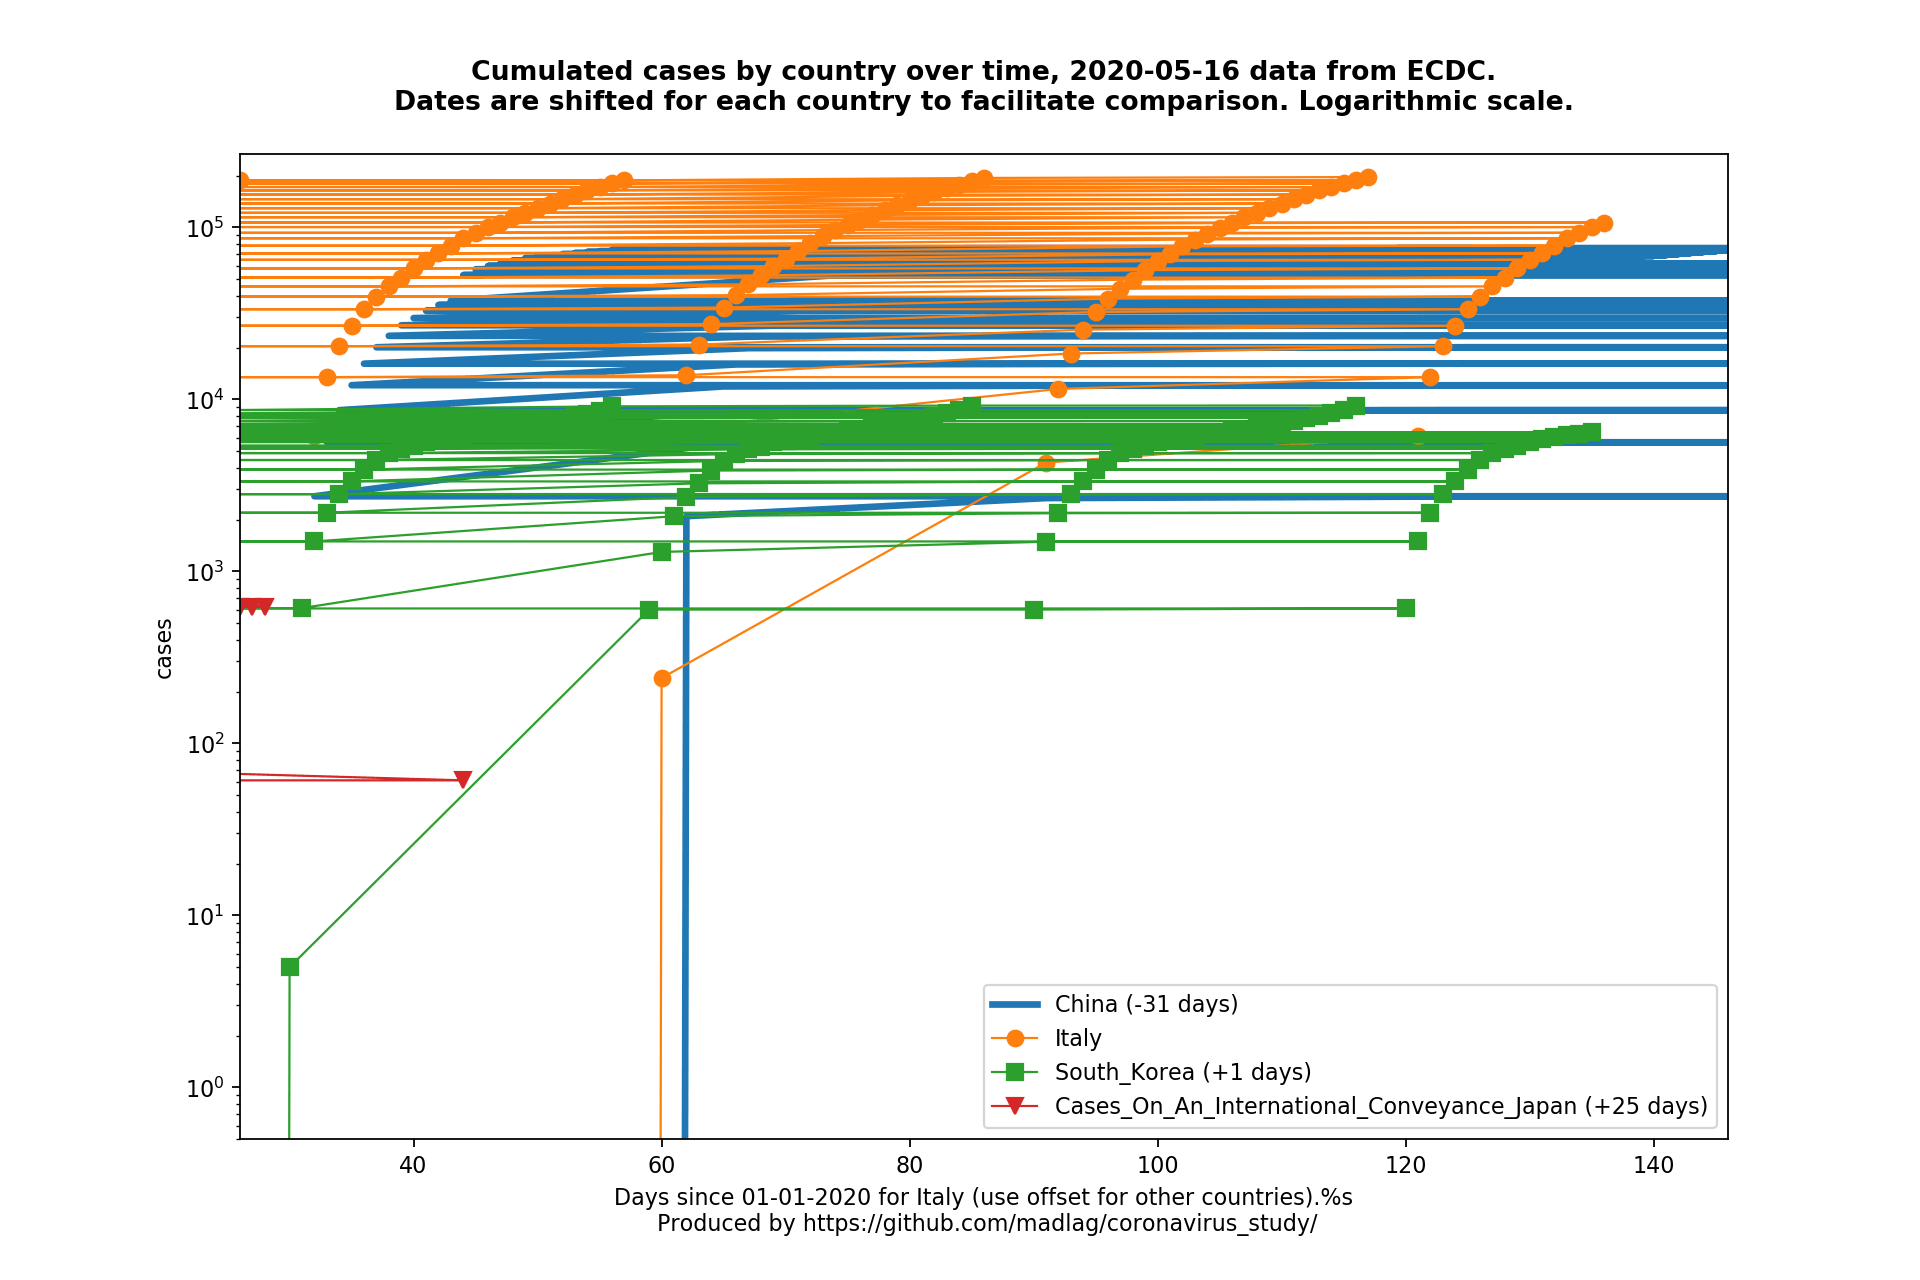 Cumulated cases by country over time, 2020-05-16 data from ECDC.
Dates are shifted for each country to facilitate comparison. Logarithmic scale.
10^5
10^4
10^3
10^2
10^1
10^0
cases
China (-31 days)
Italy
South_Korea (+1 days)
Cases_On_An_International_Conveyance_Japan (+25 days)
40 60 80 100 120 140
Days since 01-01-2020 for Italy (use offset for other countries).%s
Produced by https://github.com/madlag/coronavirus_study/